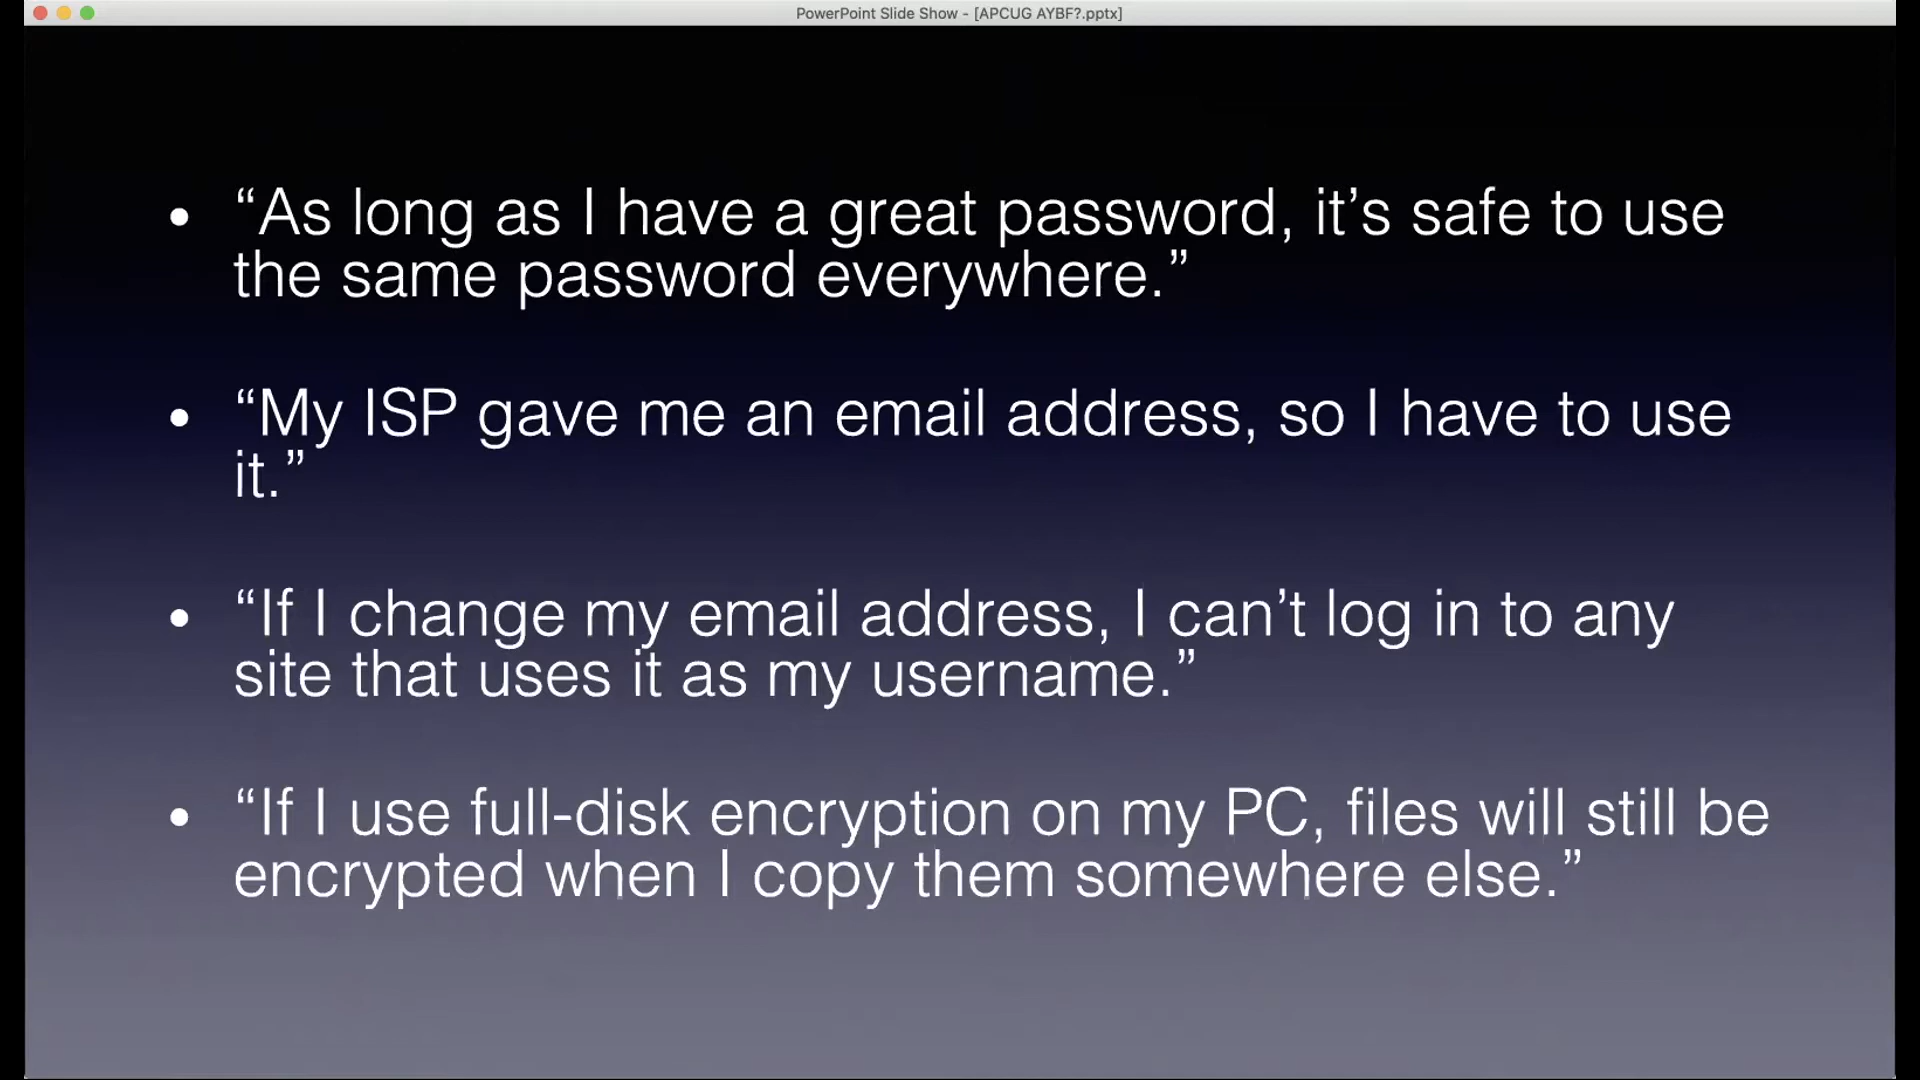 PowerPoint Slide Show - [APCUG AYBF?.pptx]
• “As long as I have a great password, it’s safe to use
the same password everywhere.”
• “My ISP gave me an email address, so I have to use
it.”
• “If I change my email address, I can’t log in to any
site that uses it as my username.”
• “If I use full-disk encryption on my PC, files will still be
encrypted when I copy them somewhere else.”